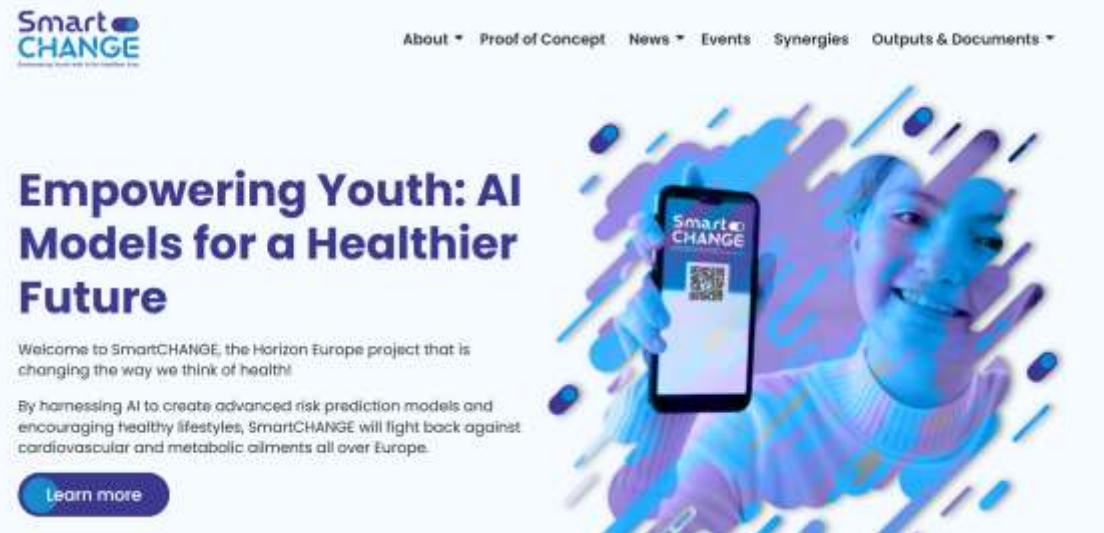 Smart
CHANGE
About
Proof of Concept
News
Events
Synergies
Outputs & Documents
Empowering Youth: AI
Models for a Healthier
Future
Welcome to SmartCHANGE, the Horizon Europe project that is
changing the way we think of health!
By harnessing AI to create advanced risk prediction models and
encouraging healthy lifestyles, SmartCHANGE will fight back against
cardiovascular and metabolic ailments all over Europe.
Learn more
Smart
CHANGE